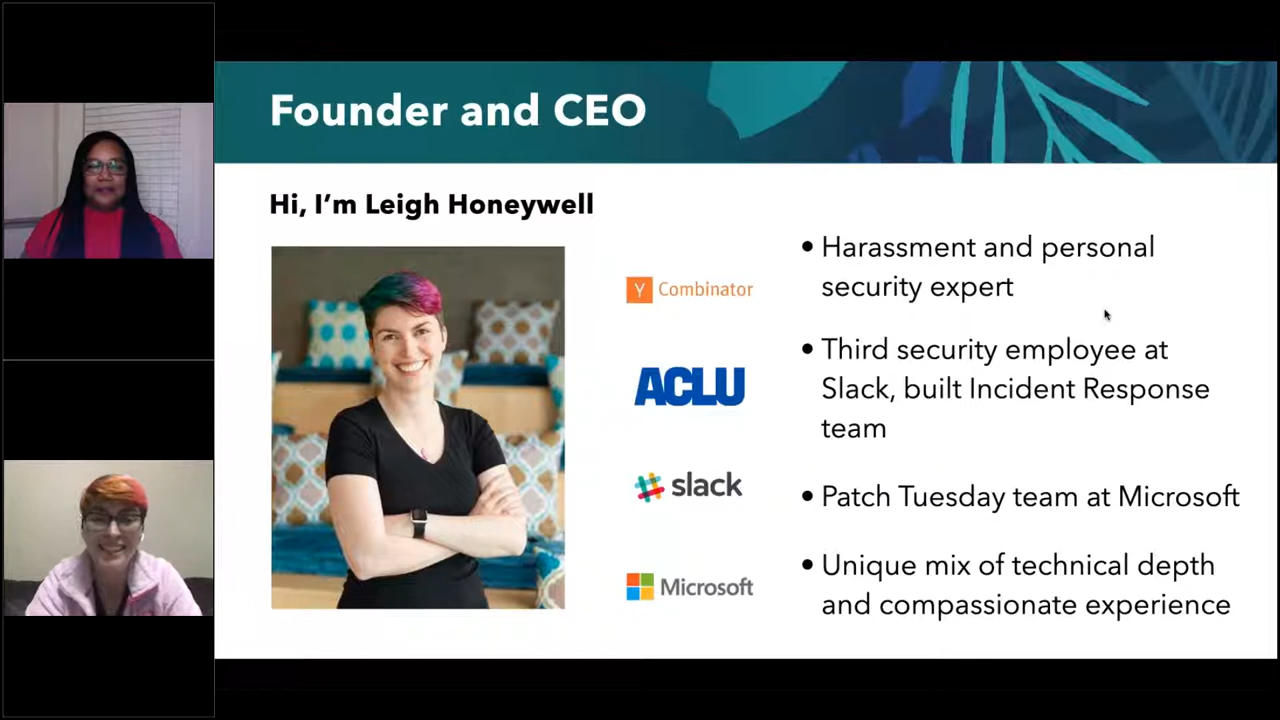 Founder and CEO
Hi, I’m Leigh Honeywell
Y Combinator
ACLU
slack
Microsoft
• Harassment and personal
security expert
• Third security employee at
Slack, built Incident Response
team
• Patch Tuesday team at Microsoft
• Unique mix of technical depth
and compassionate experience